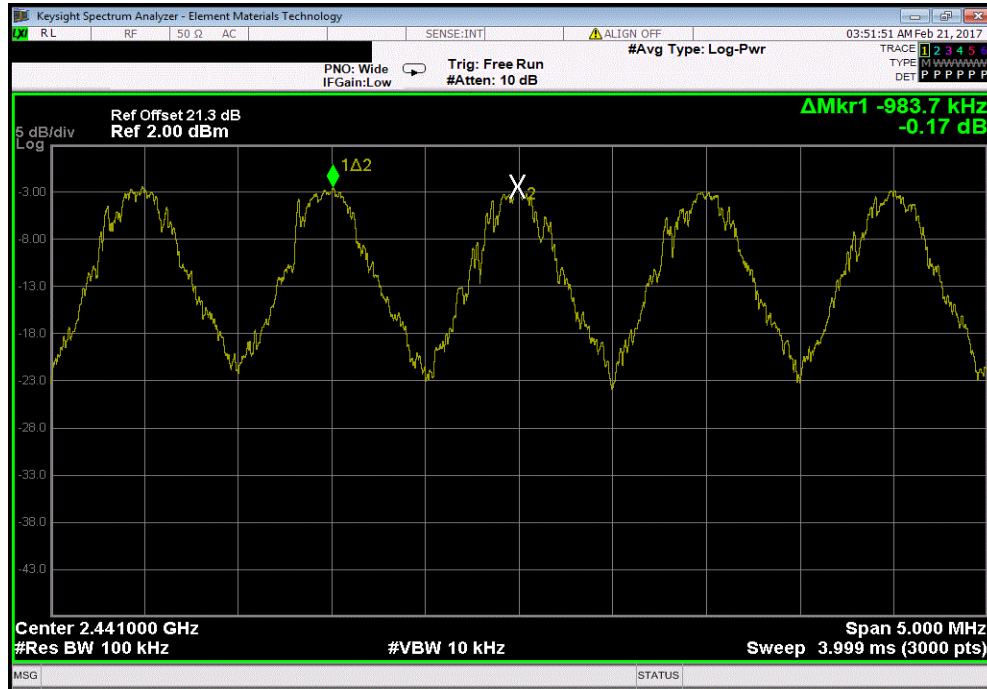 Keysight Spectrum Analyzer - Element Materials Technology
LXI RL RF 50 Ω AC SENSE:INT ALIGN OFF 03:51:51 AM Feb 21, 2017
#Avg Type: Log-Pwr TRACE 1 2 3 4 5 6
PNO: Wide Trig: Free Run TYPE M WWWWW
IFGain:Low #Atten: 10 dB DET P P P P P P
ΔMkr1 -983.7 kHz
Ref Offset 21.3 dB
5 dB/div Ref 2.00 dBm -0.17 dB
Log
1Δ2
-3.00
X2
-8.00
-13.0
-18.0
-23.0
-28.0
-33.0
-38.0
-43.0
Center 2.441000 GHz Span 5.000 MHz
#Res BW 100 kHz #VBW 10 kHz Sweep 3.999 ms (3000 pts)
MSG STATUS